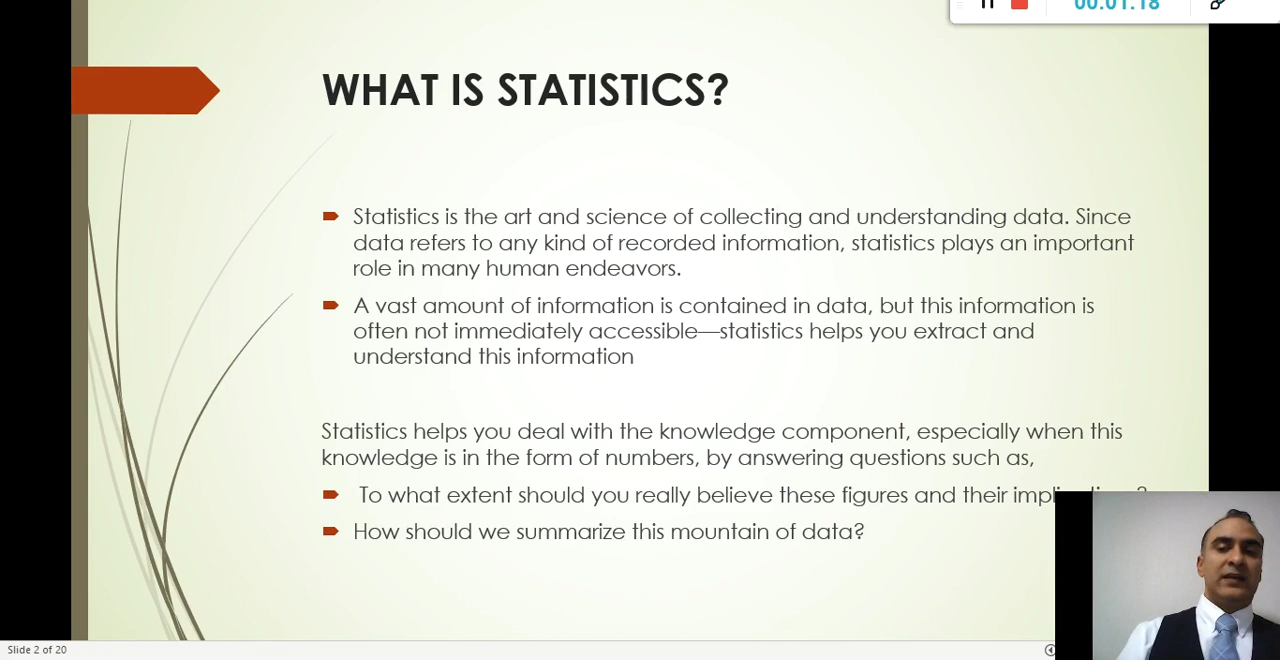 00:01:18
WHAT IS STATISTICS?
Statistics is the art and science of collecting and understanding data. Since
data refers to any kind of recorded information, statistics plays an important
role in many human endeavors.
A vast amount of information is contained in data, but this information is
often not immediately accessible—statistics helps you extract and
understand this information
Statistics helps you deal with the knowledge component, especially when this
knowledge is in the form of numbers, by answering questions such as,
To what extent should you really believe these figures and their
How should we summarize this mountain of data?
Slide 2 of 20